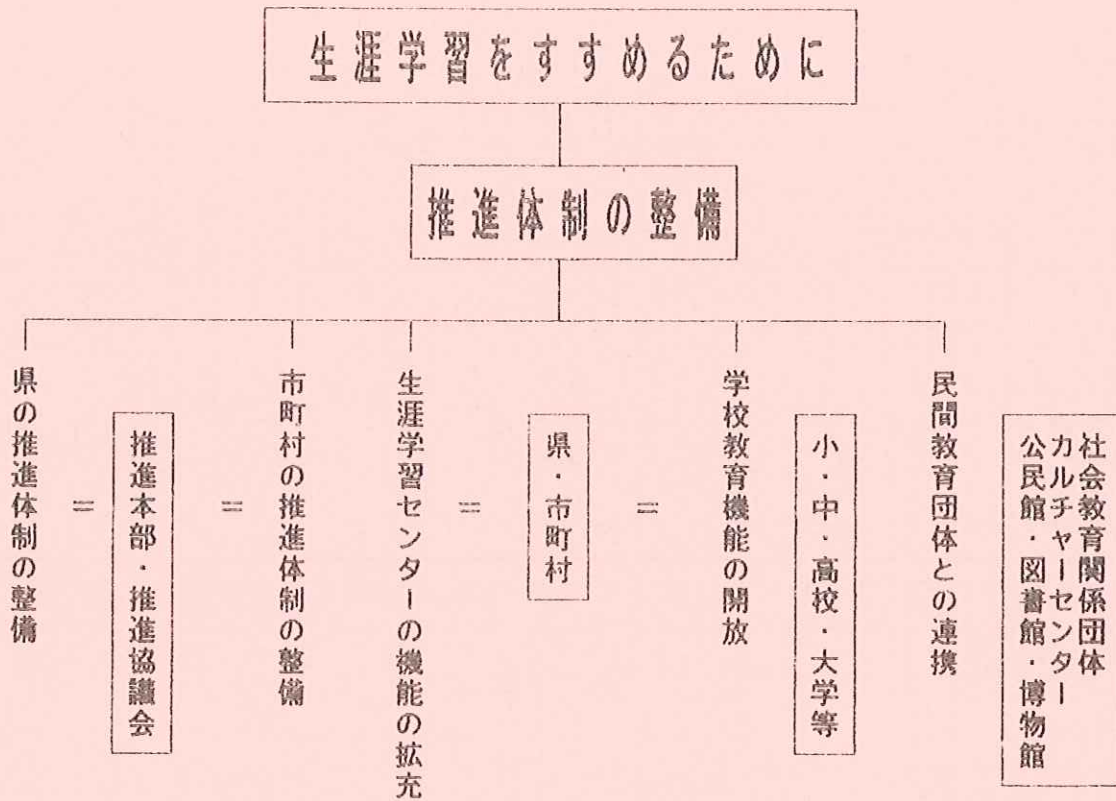 生涯学習をすすめるために
推進体制の整備
県の推進体制の整備
=
推進本部・推進協議会
=
市町村の推進体制の整備
生涯学習センターの機能の拡充
=
県・市町村
=
学校教育機能の開放
小・中・高校・大学等
民間教育団体との連携
社会教育関係団体
カルチャーセンター
公民館・図書館・博物館